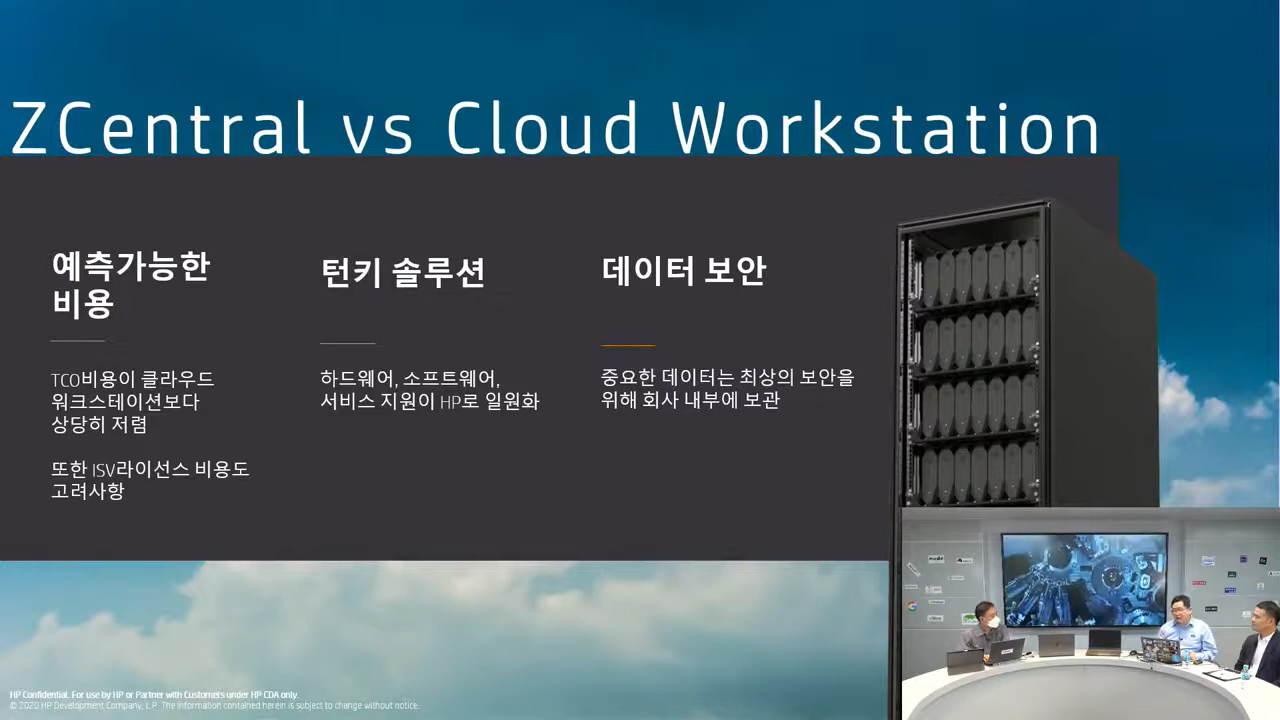 ZCentral vs Cloud Workstation
예측가능한
비용
TCO비용이 클라우드
워크스테이션보다
상당히 저렴
또한 ISV라이선스 비용도
고려사항
턴키 솔루션
하드웨어, 소프트웨어,
서비스 지원이 HP로 일원화
데이터 보안
중요한 데이터는 최상의 보안을
위해 회사 내부에 보관
HP Confidential. For use by HP or Partner with Customers under HP CDA only.
© 2020 HP Development Company, L.P. The information contained herein is subject to change without notice.